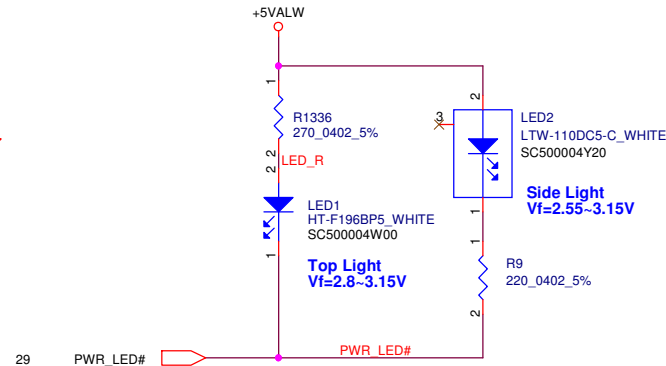 +5VALW
1
R1336
270_0402_5%
2
LED_R
2
LED1
HT-F196BP5_WHITE
SC500004W00
1
Top Light
Vf=2.8~3.15V
2
3
LED2
LTW-110DC5-C_WHITE
SC500004Y20
Side Light
Vf=2.55~3.15V
1
1
R9
220_0402_5%
2
29 PWR_LED# PWR_LED#